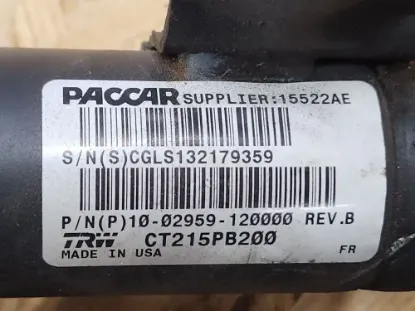 PACCAR SUPPLIER:15522AE
S/N(S)CGLS132179359
P/N(P)10-02959-120000 REV.B
TRW CT215PB200
MADE IN USA FR